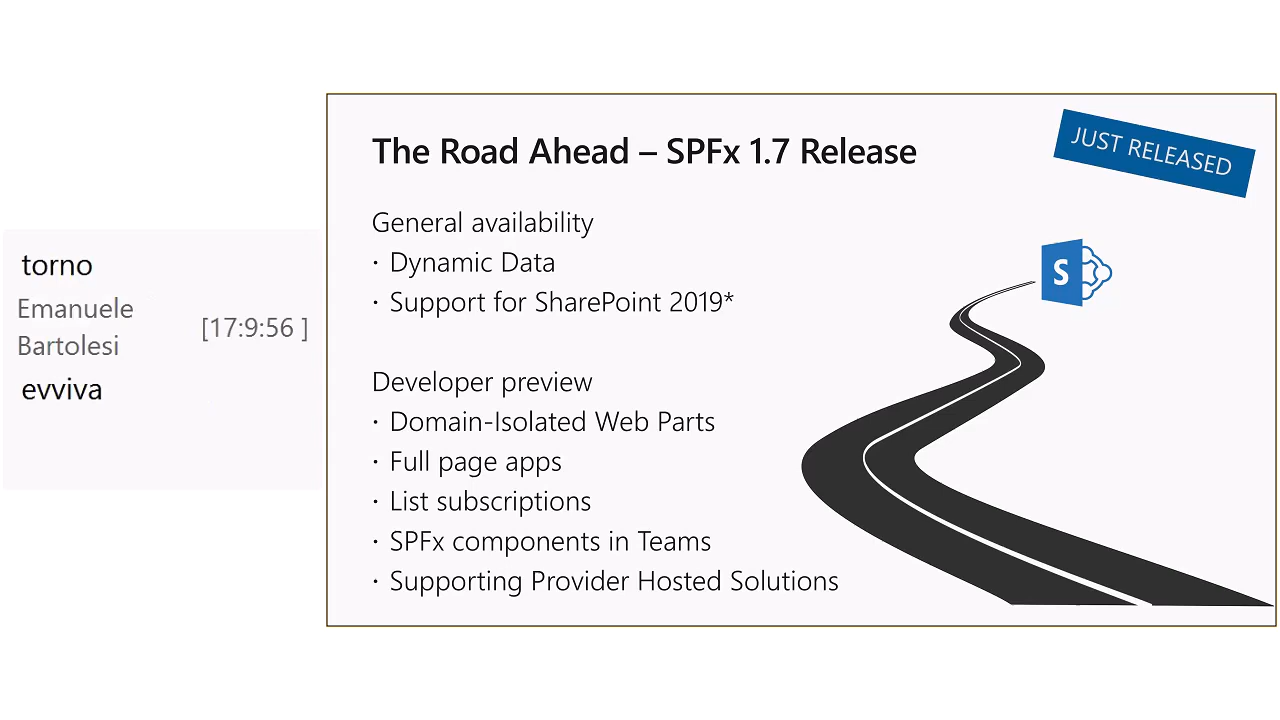 torno
Emanuele
Bartolesi
[17:9:56 ]
evviva
The Road Ahead – SPFx 1.7 Release
JUST RELEASED
General availability
· Dynamic Data
· Support for SharePoint 2019*
Developer preview
· Domain-Isolated Web Parts
· Full page apps
· List subscriptions
· SPFx components in Teams
· Supporting Provider Hosted Solutions
S